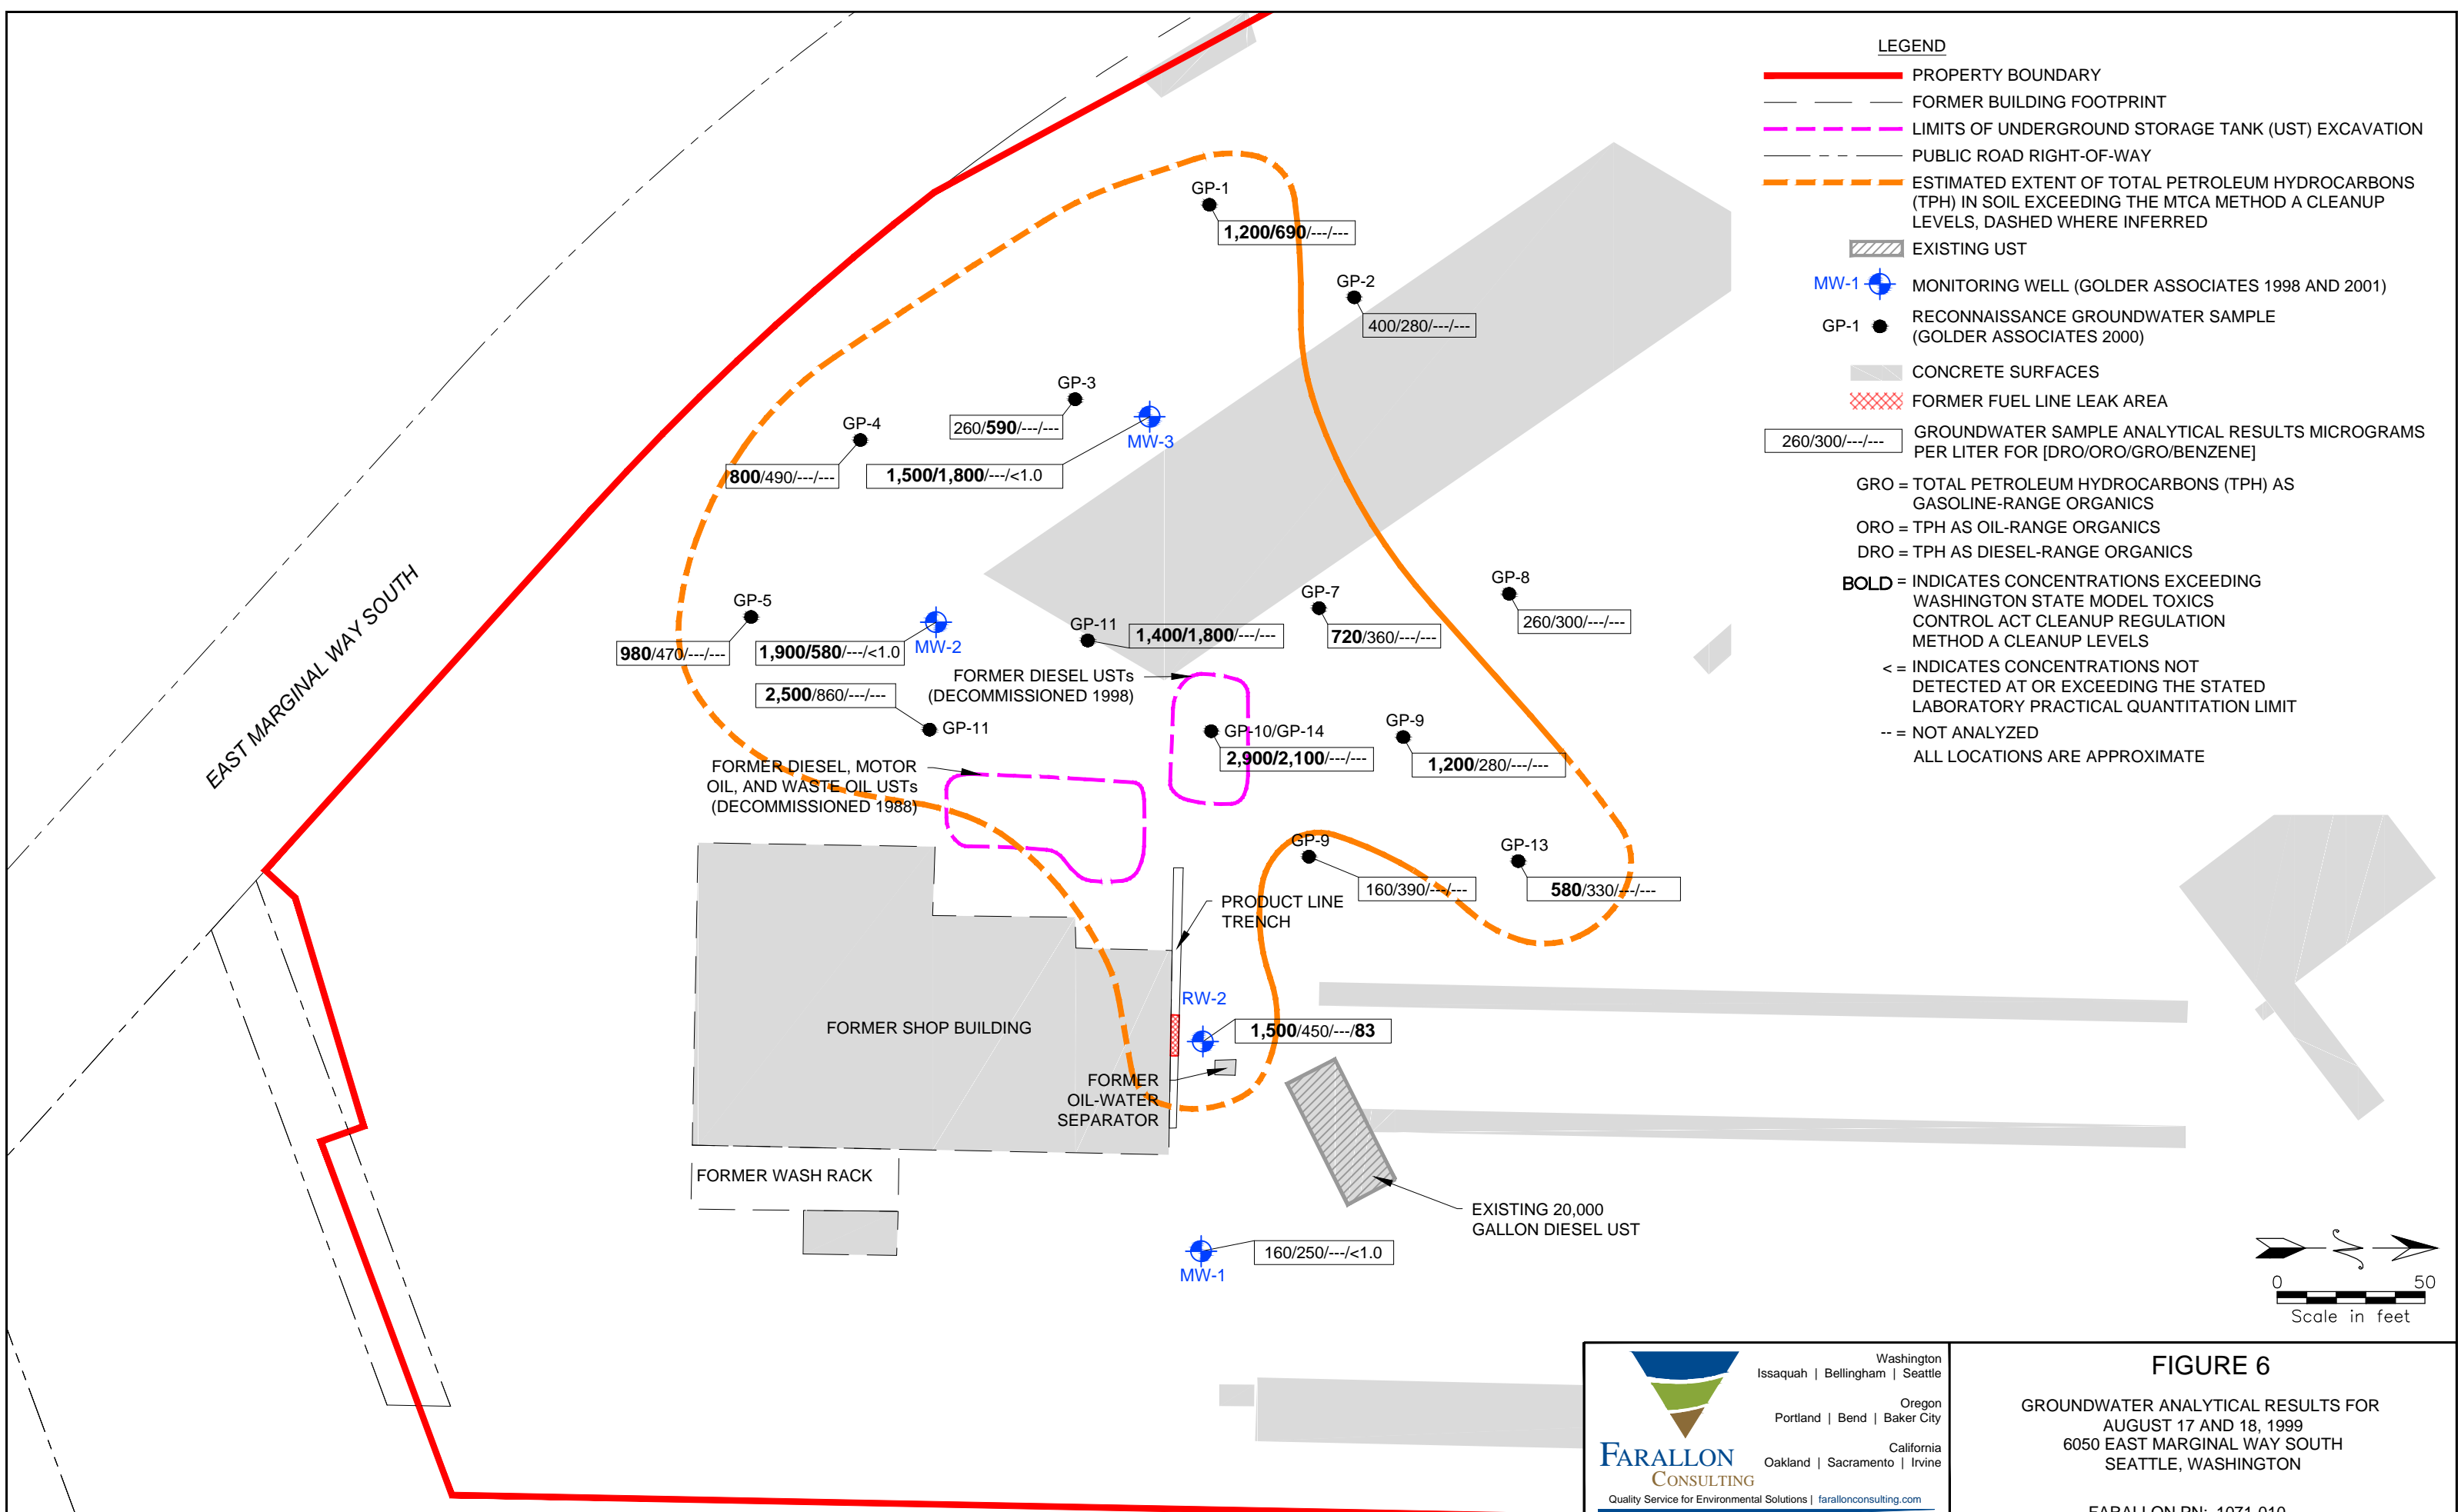 LEGEND
PROPERTY BOUNDARY
FORMER BUILDING FOOTPRINT
LIMITS OF UNDERGROUND STORAGE TANK (UST) EXCAVATION
PUBLIC ROAD RIGHT-OF-WAY
ESTIMATED EXTENT OF TOTAL PETROLEUM HYDROCARBONS
(TPH) IN SOIL EXCEEDING THE MTCA METHOD A CLEANUP
LEVELS, DASHED WHERE INFERRED
EXISTING UST
MW-1 MONITORING WELL (GOLDER ASSOCIATES 1998 AND 2001)
GP-1 RECONNAISSANCE GROUNDWATER SAMPLE
(GOLDER ASSOCIATES 2000)
CONCRETE SURFACES
FORMER FUEL LINE LEAK AREA
260/300/---/--- GROUNDWATER SAMPLE ANALYTICAL RESULTS MICROGRAMS
PER LITER FOR [DRO/ORO/GRO/BENZENE]
GRO = TOTAL PETROLEUM HYDROCARBONS (TPH) AS
GASOLINE-RANGE ORGANICS
ORO = TPH AS OIL-RANGE ORGANICS
DRO = TPH AS DIESEL-RANGE ORGANICS
BOLD = INDICATES CONCENTRATIONS EXCEEDING
WASHINGTON STATE MODEL TOXICS
CONTROL ACT CLEANUP REGULATION
METHOD A CLEANUP LEVELS
< = INDICATES CONCENTRATIONS NOT
DETECTED AT OR EXCEEDING THE STATED
LABORATORY PRACTICAL QUANTITATION LIMIT
-- = NOT ANALYZED
ALL LOCATIONS ARE APPROXIMATE
GP-1
1,200/690/---/---
GP-2
400/280/---/---
GP-3
260/590/---/---
MW-3
GP-4
800/490/---/---
1,500/1,800/---/<1.0
EAST MARGINAL WAY SOUTH
GP-5
980/470/---/---
MW-2
1,900/580/---/<1.0
GP-11
1,400/1,800/---/---
GP-7
720/360/---/---
GP-8
260/300/---/---
FORMER DIESEL USTs
(DECOMMISSIONED 1998)
2,500/860/---/---
GP-11
GP-10/GP-14
2,900/2,100/---/---
GP-9
1,200/280/---/---
FORMER DIESEL, MOTOR
OIL, AND WASTE OIL USTs
(DECOMMISSIONED 1988)
GP-9
160/390/---/---
GP-13
580/330/---/---
PRODUCT LINE
TRENCH
RW-2
1,500/450/---/83
FORMER SHOP BUILDING
FORMER
OIL-WATER
SEPARATOR
FORMER WASH RACK
EXISTING 20,000
GALLON DIESEL UST
160/250/---/<1.0
MW-1
0 50
Scale in feet
Washington
Issaquah | Bellingham | Seattle
Oregon
Portland | Bend | Baker City
California
Oakland | Sacramento | Irvine
FARALLON
CONSULTING
Quality Service for Environmental Solutions | farallonconsulting.com
FIGURE 6
GROUNDWATER ANALYTICAL RESULTS FOR
AUGUST 17 AND 18, 1999
6050 EAST MARGINAL WAY SOUTH
SEATTLE, WASHINGTON
FARALLON PN: 1071-010